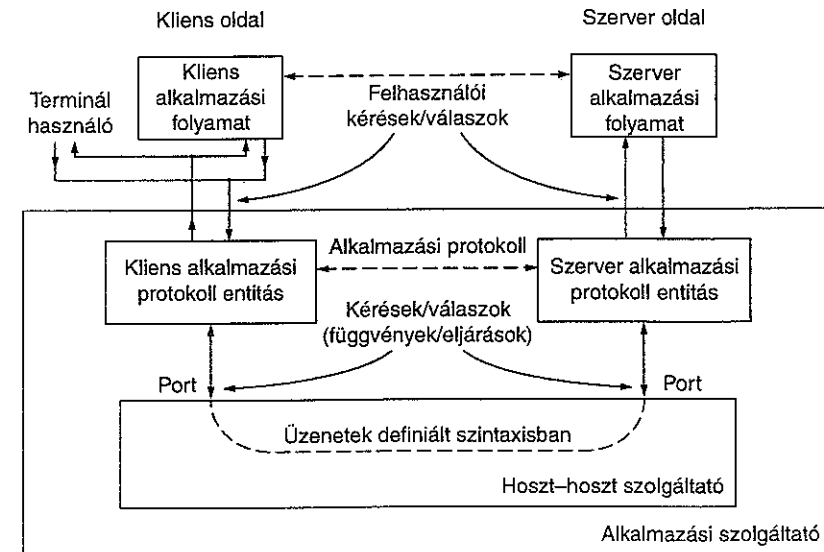 Kliens oldal
Szerver oldal
Kliens
alkalmazási
folyamat
Szerver
alkalmazási
folyamat
Terminál
használó
Felhasználói
kérések/válaszok
Kliens alkalmazási
protokoll entitás
Alkalmazási protokoll
Szerver alkalmazási
protokoll entitás
Kérések/válaszok
(függvények/eljárások)
Port
Port
Üzenetek definiált szintaxisban
Hoszt–hoszt szolgáltató
Alkalmazási szolgáltató